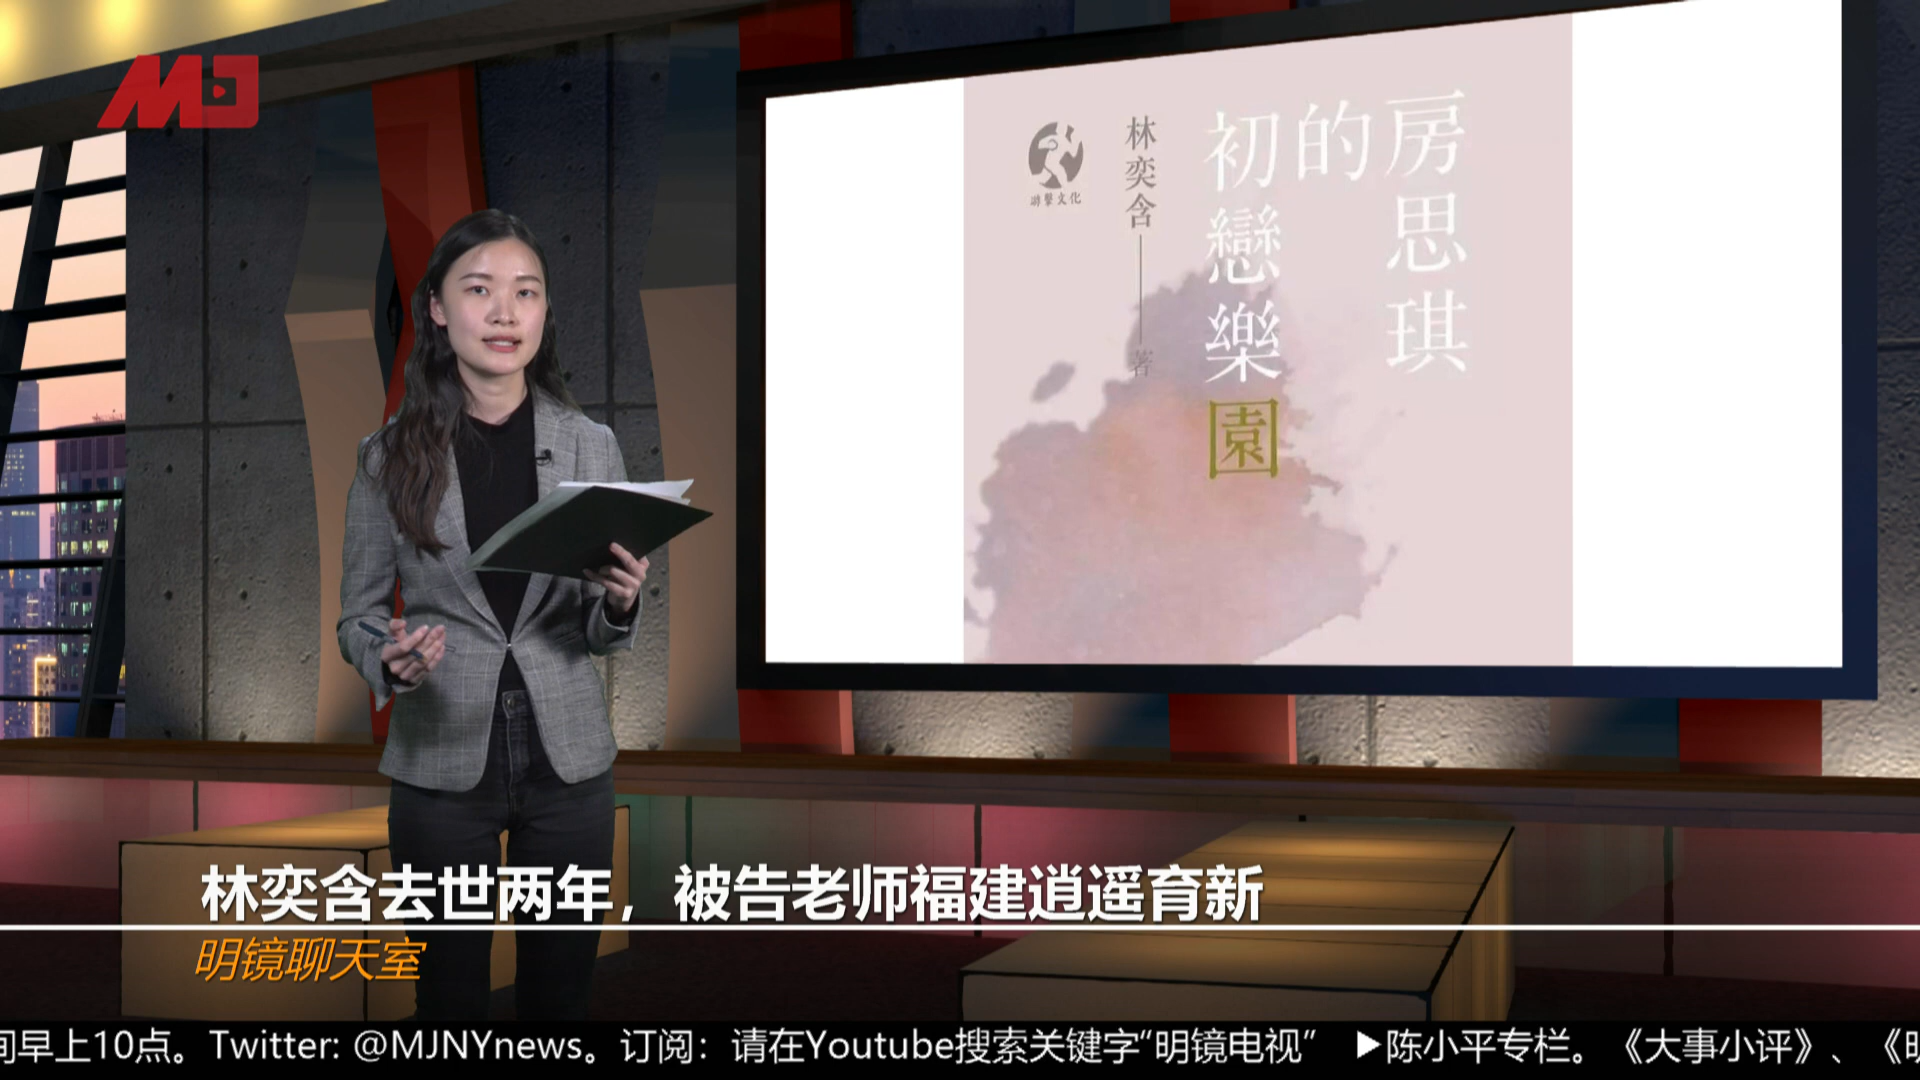 MJ
房思琪
的
初戀樂園
林奕含——著
游擊文化
林奕含去世两年，被告老师福建逍遥育新
明镜聊天室
间早上10点。Twitter: @MJNYnews。订阅：请在Youtube搜索关键字“明镜电视” ▶陈小平专栏。《大事小评》、《明